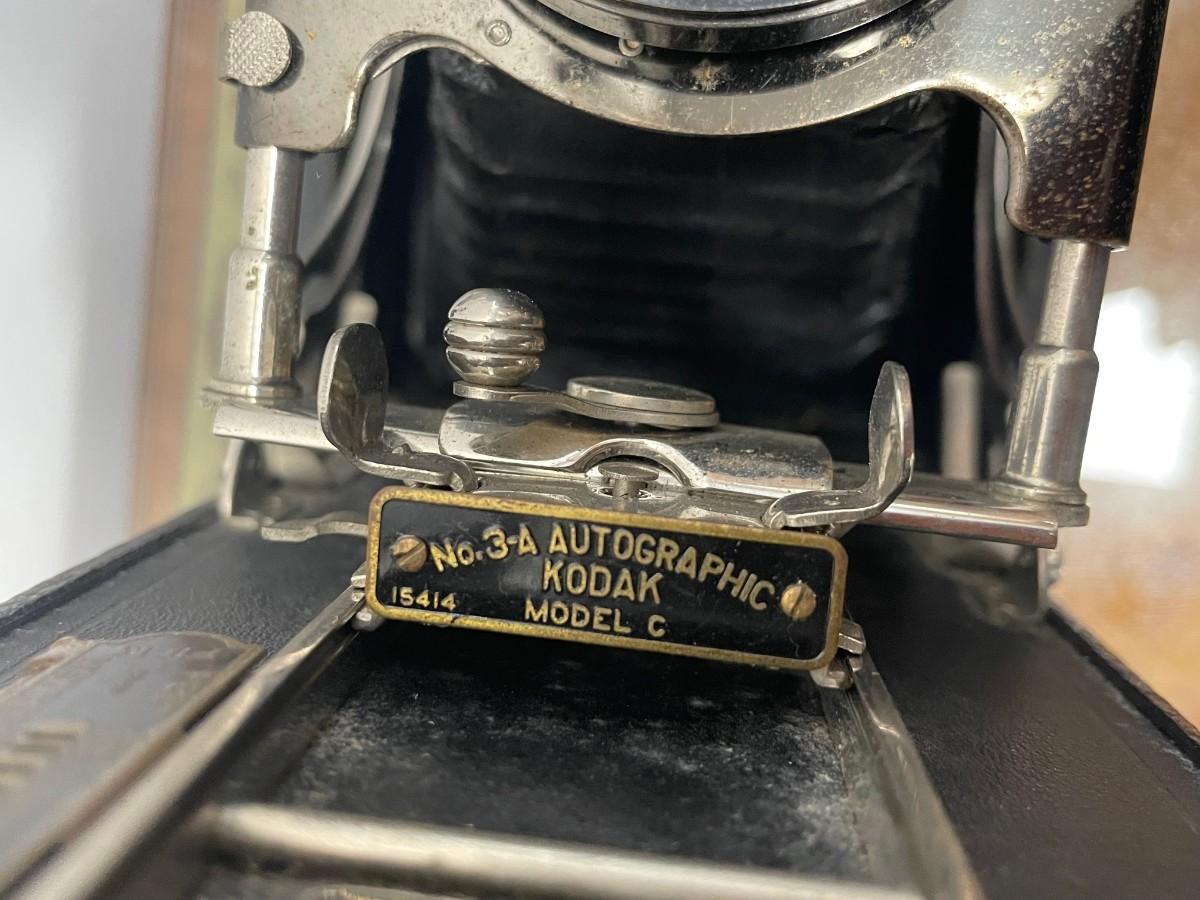 No. 3-A AUTOGRAPHIC
KODAK
15414 MODEL C